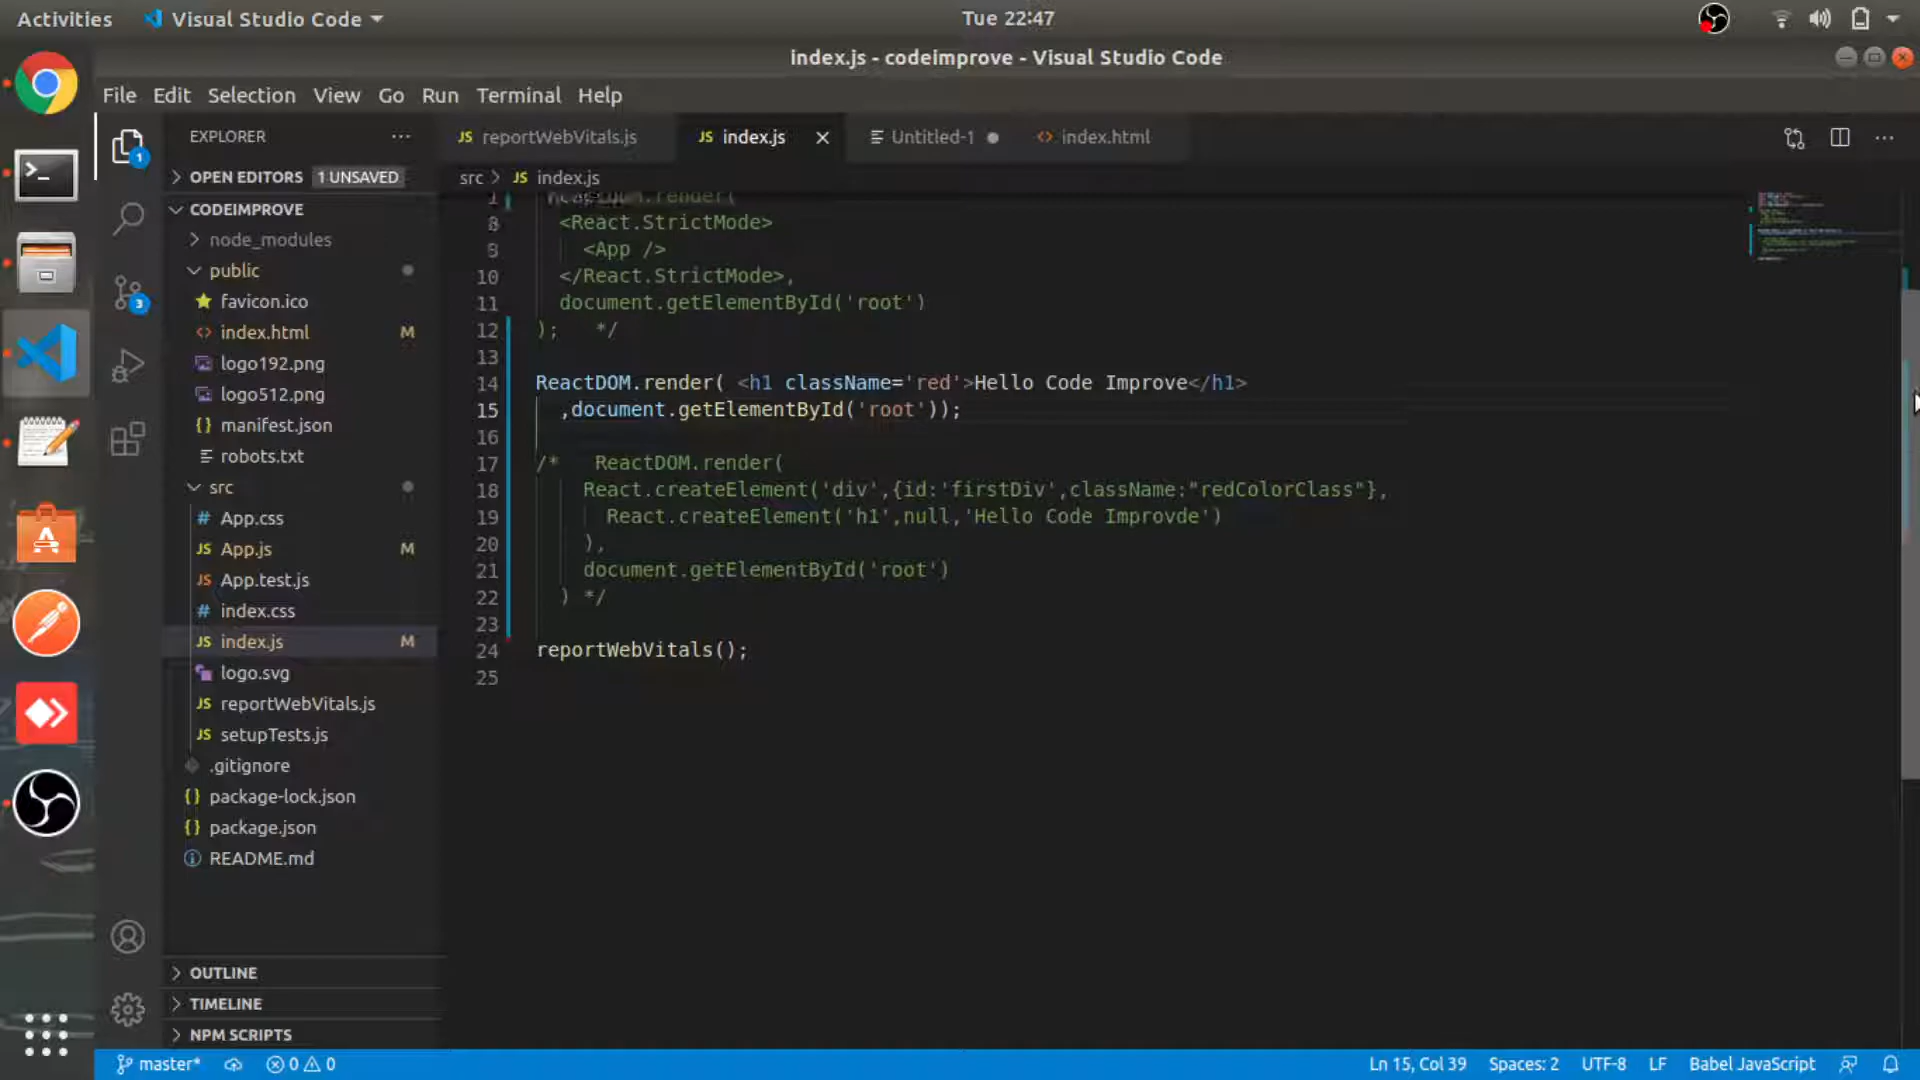 Activities
Visual Studio Code
Tue 22:47
index.js - codeimprove - Visual Studio Code
File Edit Selection View Go Run Terminal Help
EXPLORER
1
3
OPEN EDITORS 1 UNSAVED
CODEIMPROVE
node_modules
public
favicon.ico
index.html M
logo192.png
logo512.png
manifest.json
robots.txt
src
App.css
App.js M
App.test.js
index.css
index.js M
logo.svg
reportWebVitals.js
setupTests.js
.gitignore
package-lock.json
package.json
README.md
OUTLINE
TIMELINE
NPM SCRIPTS
JS reportWebVitals.js
JS index.js
Untitled-1
index.html
src > JS index.js
<React.StrictMode>
<App />
10 </React.StrictMode>,
11 document.getElementById('root')
12 ); */
13
14 ReactDOM.render( <h1 className='red'>Hello Code Improve</h1>
15 ,document.getElementById('root'));
16
17 /* ReactDOM.render(
18 React.createElement('div',{id:'firstDiv',className:"redColorClass"},
19 React.createElement('h1',null,'Hello Code Improvde')
20 ),
21 document.getElementById('root')
22 ) */
23
24 reportWebVitals();
25
master* 0 0
Ln 15, Col 39 Spaces: 2 UTF-8 LF Babel JavaScript